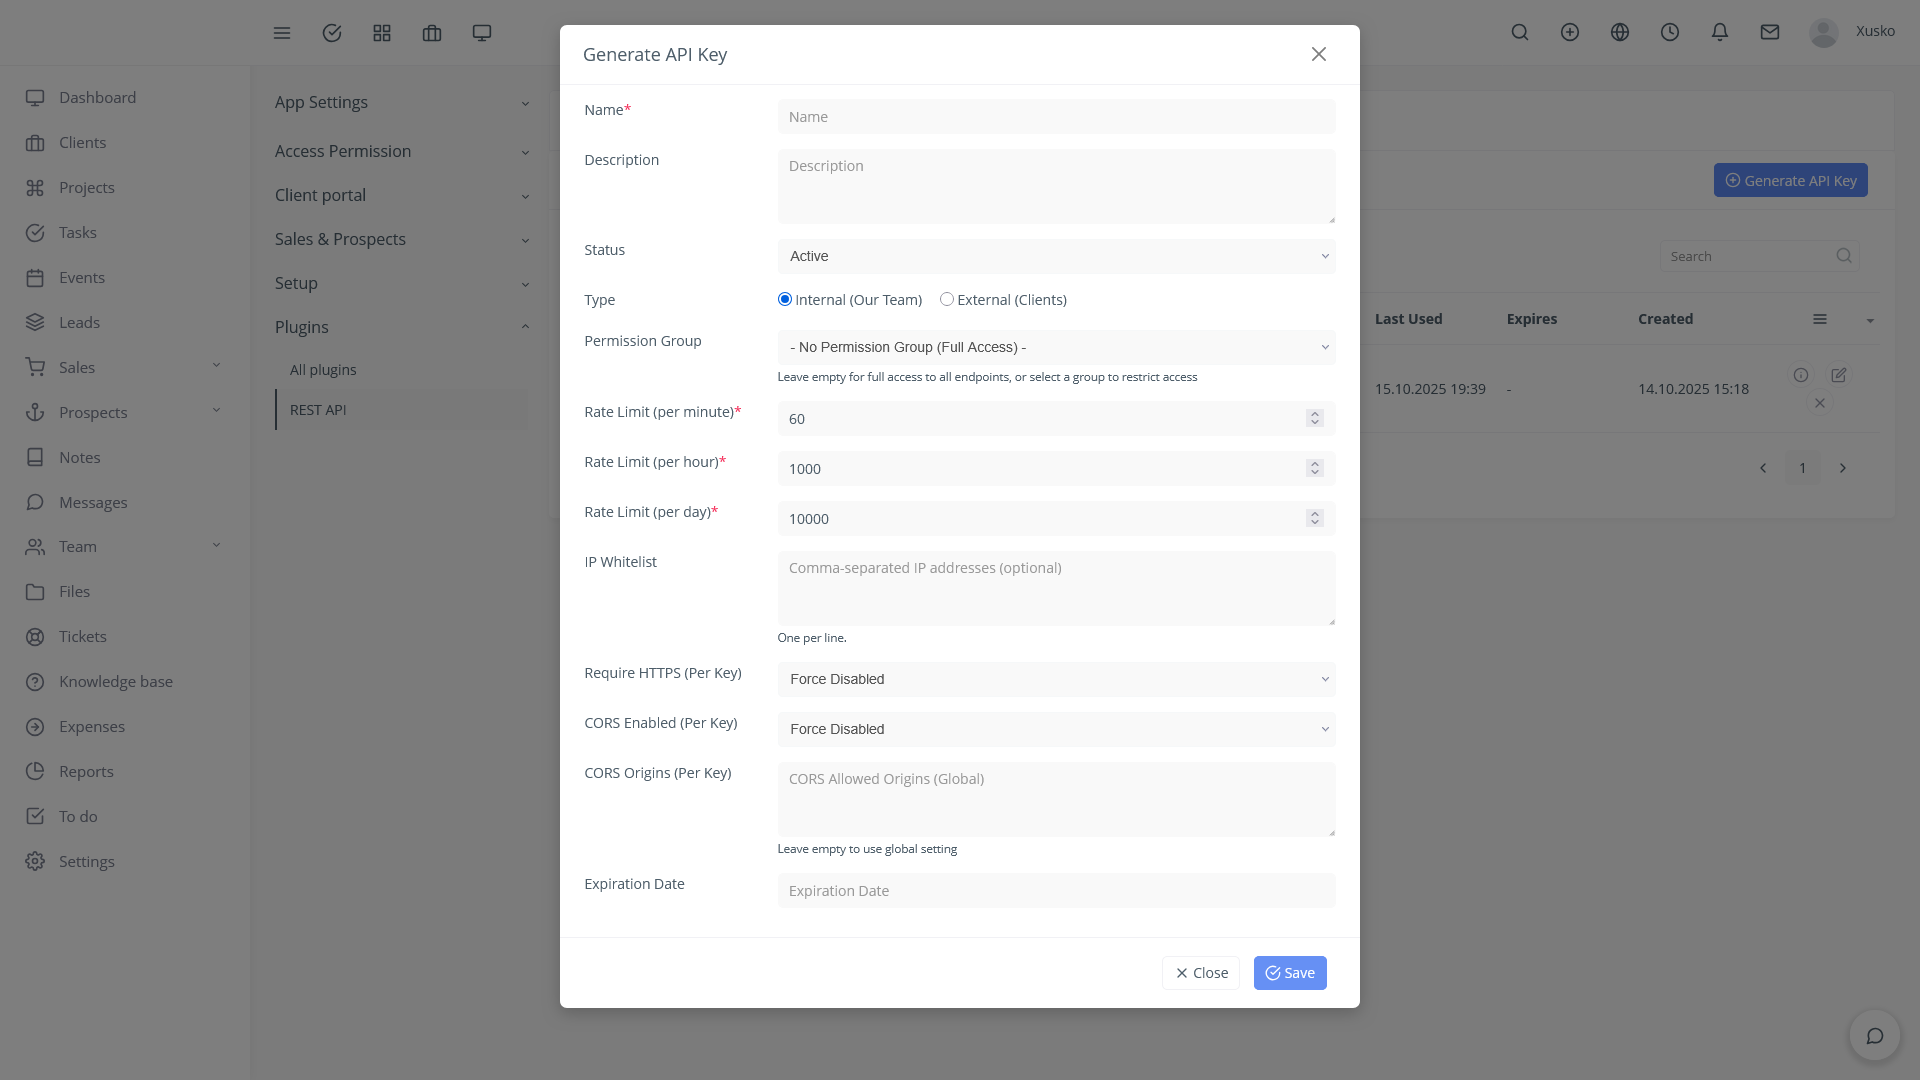 Xusko
Dashboard
Clients
Projects
Tasks
Events
Leads
Sales
Prospects
Notes
Messages
Team
Files
Tickets
Knowledge base
Expenses
Reports
To do
Settings
App Settings
Access Permission
Client portal
Sales & Prospects
Setup
Plugins
All plugins
REST API
Generate API Key
Name*
Name
Description
Description
Status
Active
Type
Internal (Our Team) External (Clients)
Permission Group
- No Permission Group (Full Access) -
Leave empty for full access to all endpoints, or select a group to restrict access
Rate Limit (per minute)*
60
Rate Limit (per hour)*
1000
Rate Limit (per day)*
10000
IP Whitelist
Comma-separated IP addresses (optional)
One per line.
Require HTTPS (Per Key)
Force Disabled
CORS Enabled (Per Key)
Force Disabled
CORS Origins (Per Key)
CORS Allowed Origins (Global)
Leave empty to use global setting
Expiration Date
Expiration Date
Close
Save
Generate API Key
Search
Last Used Expires Created
15.10.2025 19:39 - 14.10.2025 15:18
1